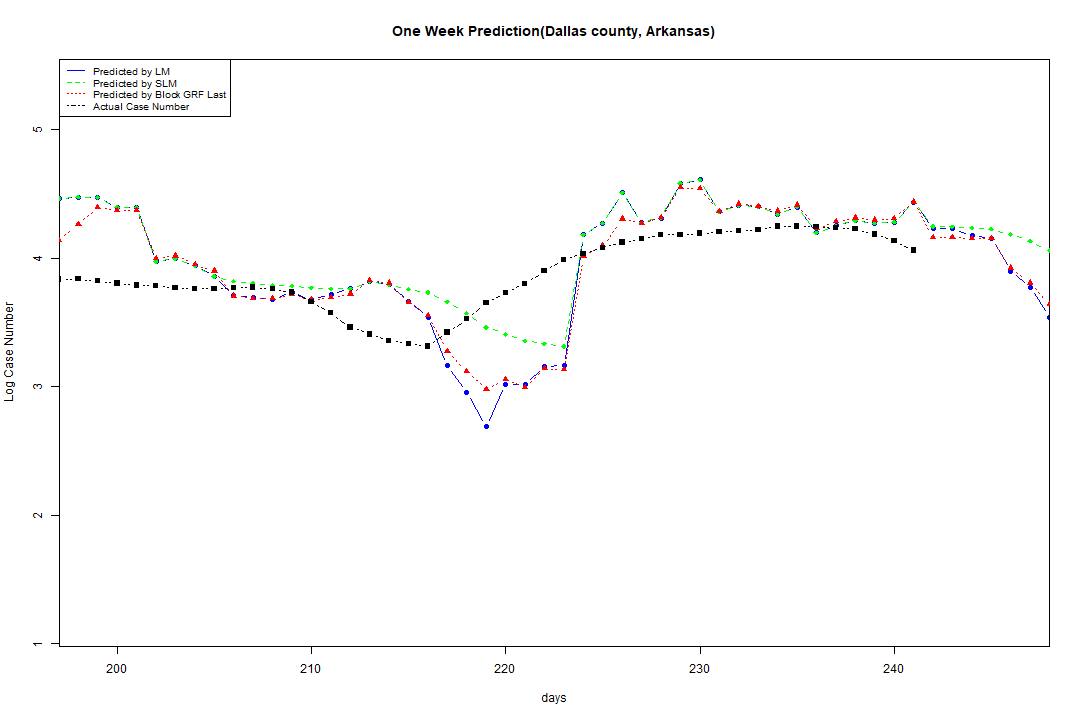 One Week Prediction(Dallas county, Arkansas)
Predicted by LM
Predicted by SLM
Predicted by Block GRF Last
Actual Case Number
5
4
3
2
1
Log Case Number
200 210 220 230 240
days